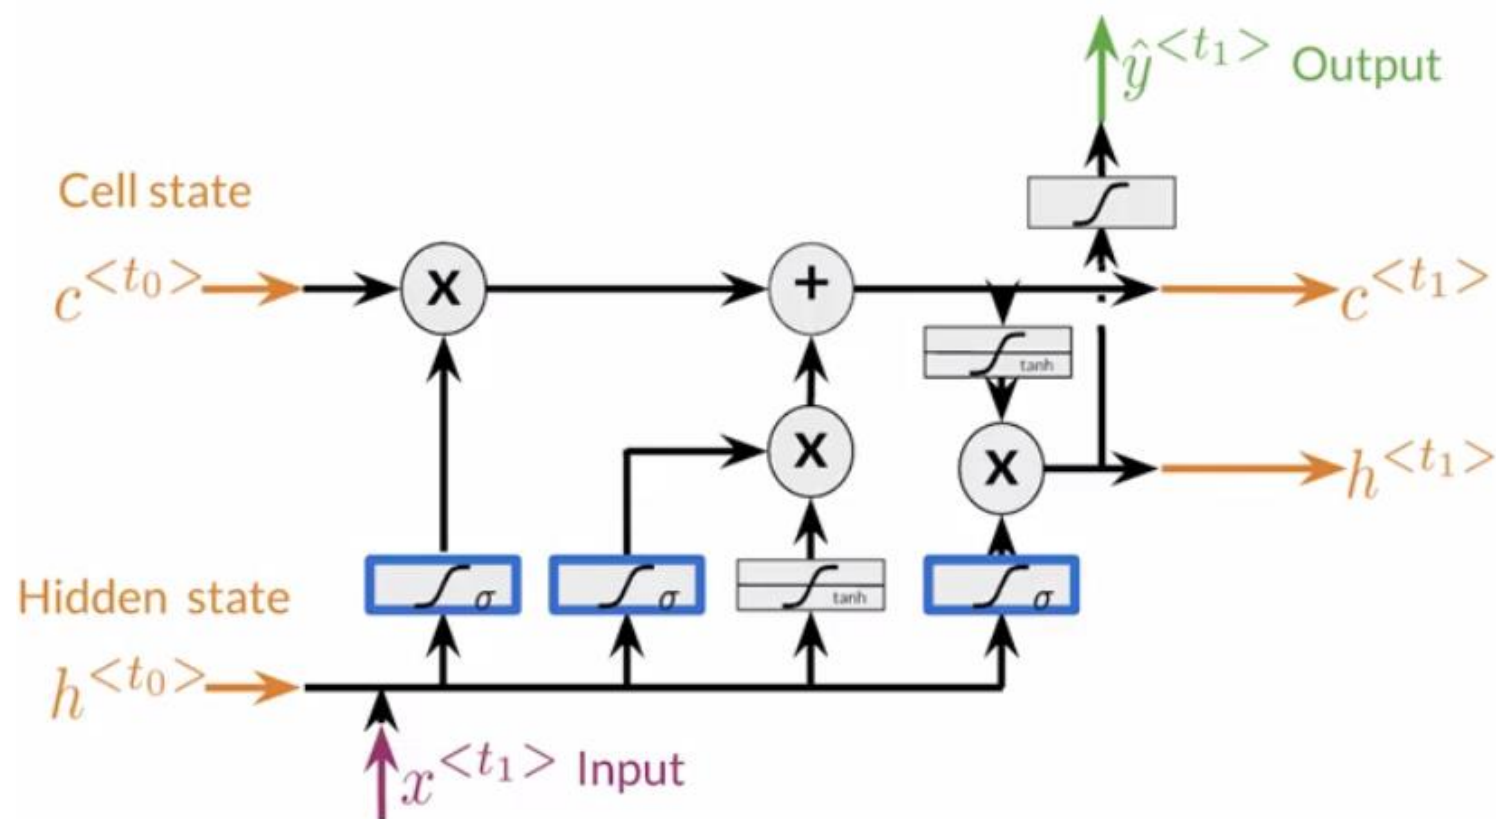 ŷ<t₁> Output
Cell state
c<t₀>
x
+
c<t₁>
tanh
x
x
h<t₁>
σ
σ
tanh
σ
Hidden state
h<t₀>
x<t₁> Input